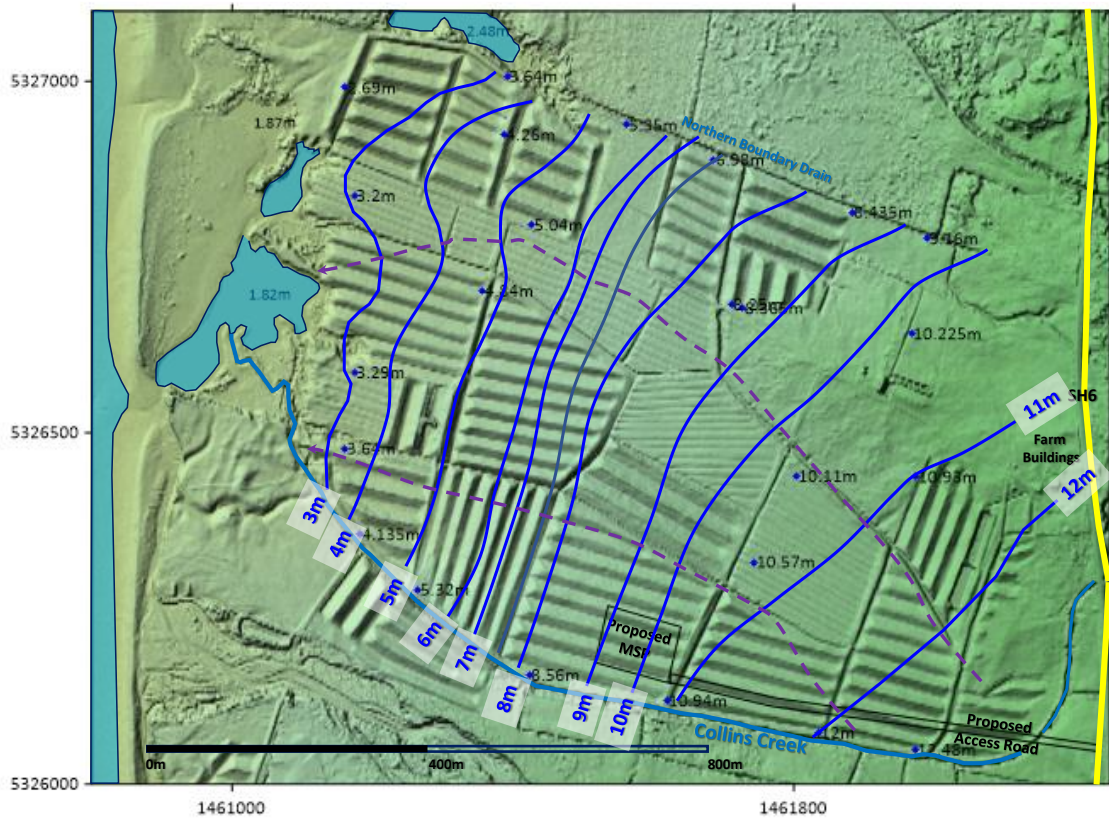 2.48m
5327000
3.64m
2.69m
1.87m
4.26m
5.35m
Northern Boundary Drain
6.98m
3.2m
8.435m
5.04m
9.16m
4.84m
1.82m
10.225m
3.29m
SH6
11m
Farm
Buildings
5326500
3.64m
10.11m
10.93m
12m
3m
4.135m
4m
10.57m
5m
5.32m
6m
Proposed
MSP
7m
8.56m
8m
9m
10m
10.94m
Collins Creek
12m
Proposed
Access Road
12.48m
0m
400m
800m
5326000
1461000
1461800